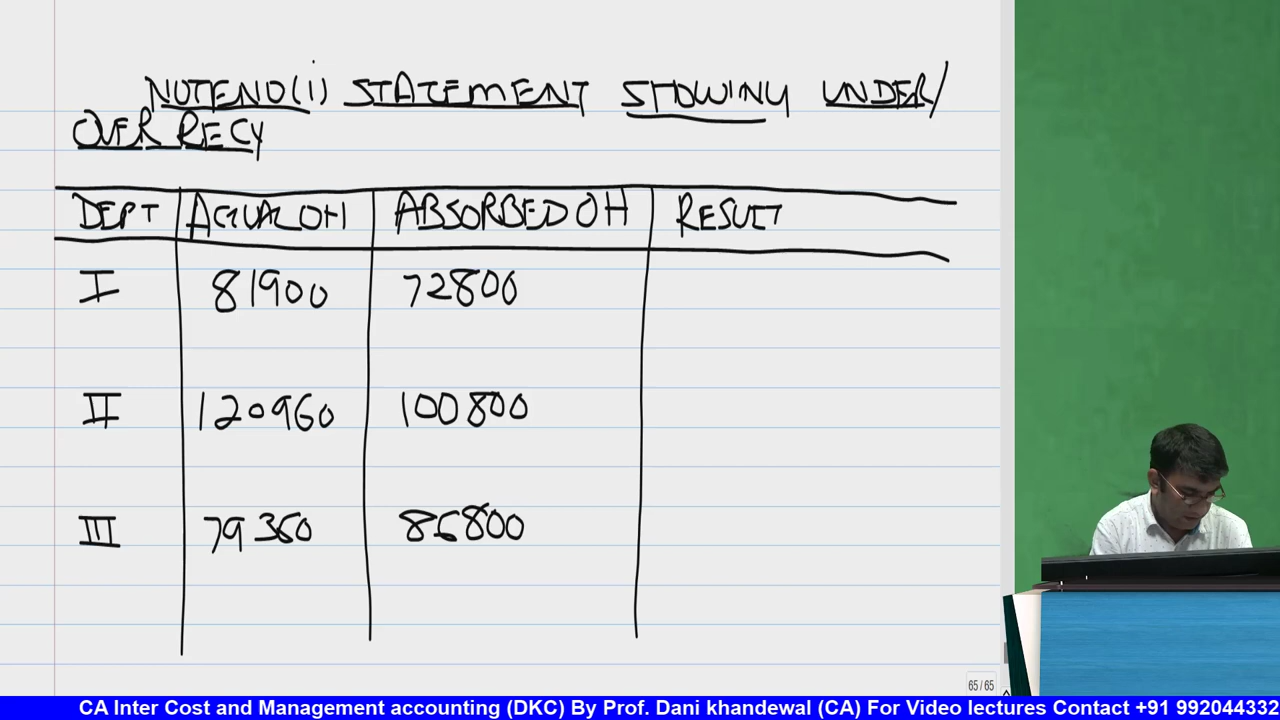 NOTENO(i) STATEMENT SHOWING UNDER/
OVER RECY
DEPT ACTUAL OH ABSORBED OH RESULT
I 81900 72800
II 120960 100800
III 79360 86800
65/65
CA Inter Cost and Management accounting (DKC) By Prof. Dani khandewal (CA) For Video lectures Contact +91 992044332